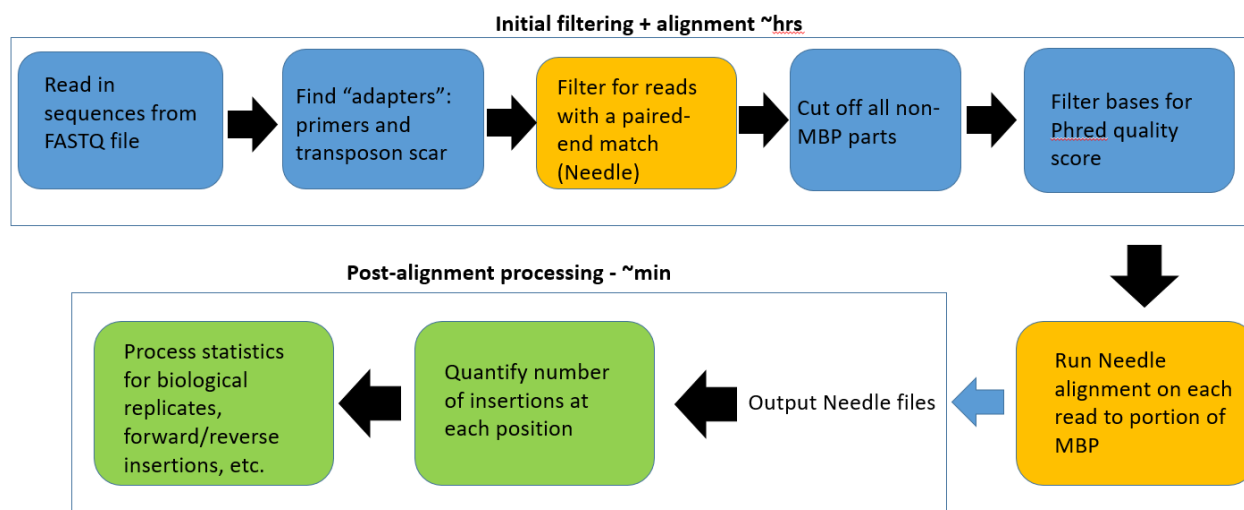 Initial filtering + alignment ~hrs
Read in
sequences from
FASTQ file
Find “adapters”:
primers and
transposon scar
Filter for reads
with a paired-
end match
(Needle)
Cut off all non-
MBP parts
Filter bases for
Phred quality
score
Run Needle
alignment on each
read to portion of
MBP
Post-alignment processing - ~min
Output Needle files
Quantify number
of insertions at
each position
Process statistics
for biological
replicates,
forward/reverse
insertions, etc.